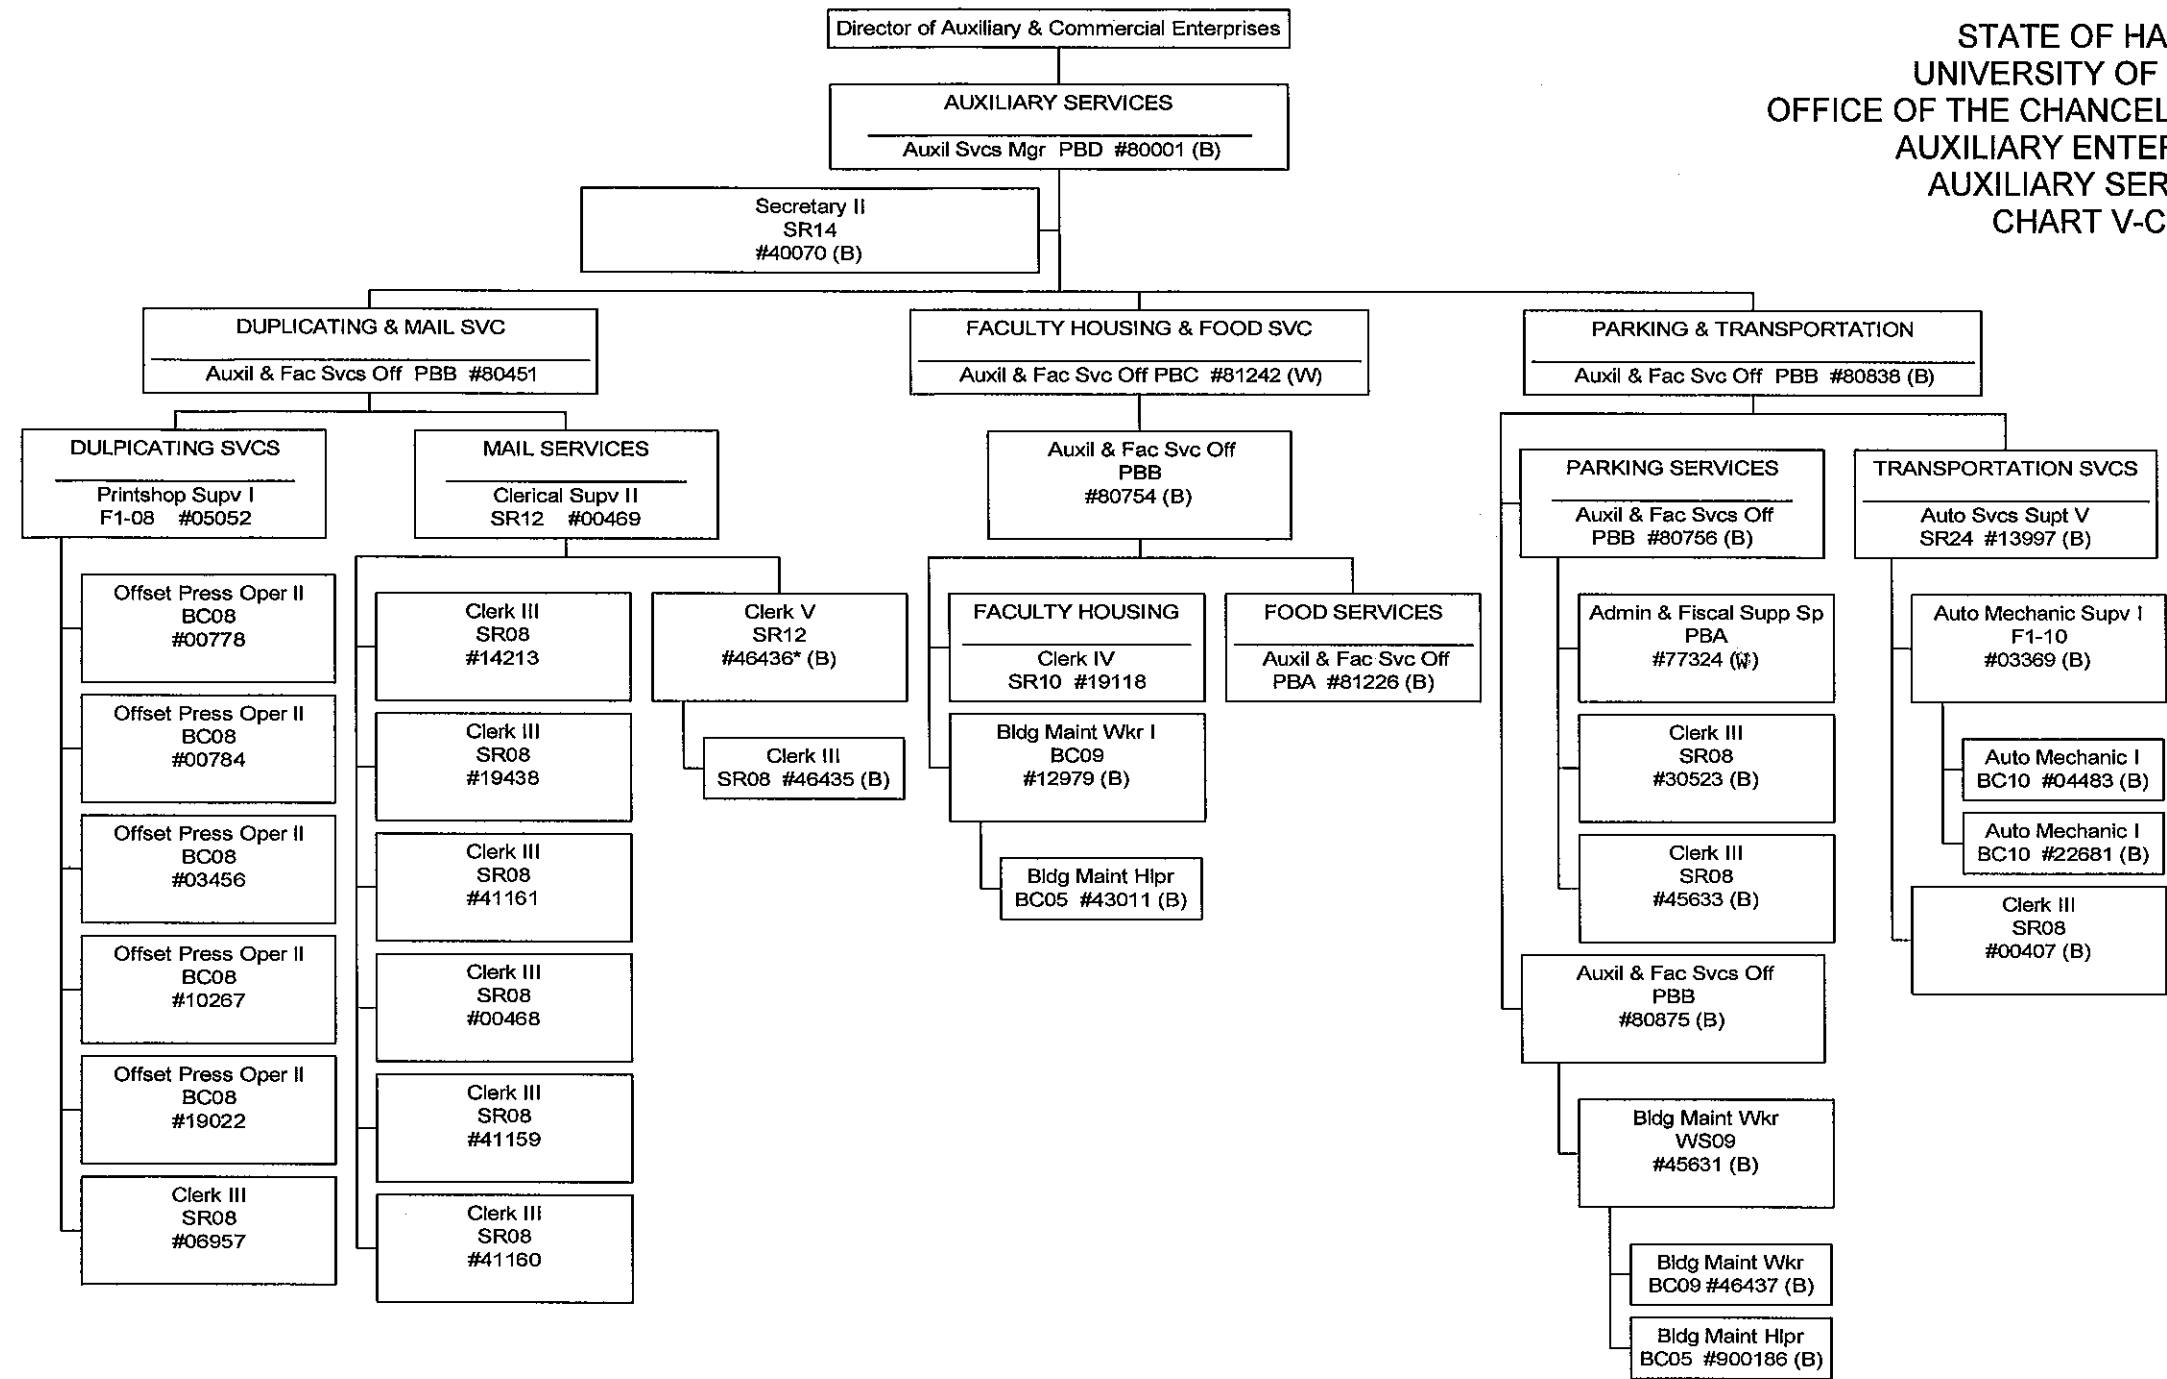 Director of Auxiliary & Commercial Enterprises
STATE OF HA
UNIVERSITY OF
OFFICE OF THE CHANCEL
AUXILIARY ENTER
AUXILIARY SER
CHART V-C
AUXILIARY SERVICES
Auxil Svcs Mgr PBD #80001 (B)
Secretary II
SR14
#40070 (B)
DUPLICATING & MAIL SVC
Auxil & Fac Svcs Off PBB #80451
DULPICATING SVCS
Printshop Supv I
F1-08 #05052
Offset Press Oper II
BC08
#00778
Offset Press Oper II
BC08
#00784
Offset Press Oper II
BC08
#03456
Offset Press Oper II
BC08
#10267
Offset Press Oper II
BC08
#19022
Clerk III
SR08
#06957
MAIL SERVICES
Clerical Supv II
SR12 #00469
Clerk III
SR08
#14213
Clerk III
SR08
#19438
Clerk III
SR08
#41161
Clerk III
SR08
#00468
Clerk III
SR08
#41159
Clerk III
SR08
#41160
Clerk V
SR12
#46436* (B)
Clerk III
SR08 #46435 (B)
FACULTY HOUSING & FOOD SVC
Auxil & Fac Svc Off PBC #81242 (W)
Auxil & Fac Svc Off
PBB
#80754 (B)
FACULTY HOUSING
Clerk IV
SR10 #19118
Bldg Maint Wkr I
BC09
#12979 (B)
Bldg Maint Hlpr
BC05 #43011 (B)
FOOD SERVICES
Auxil & Fac Svc Off
PBA #81226 (B)
PARKING & TRANSPORTATION
Auxil & Fac Svc Off PBB #80838 (B)
PARKING SERVICES
Auxil & Fac Svcs Off
PBB #80756 (B)
Admin & Fiscal Supp Sp
PBA
#77324 (W)
Clerk III
SR08
#30523 (B)
Clerk III
SR08
#45633 (B)
Auxil & Fac Svcs Off
PBB
#80875 (B)
Bldg Maint Wkr
WS09
#45631 (B)
Bldg Maint Wkr
BC09 #46437 (B)
Bldg Maint Hlpr
BC05 #900186 (B)
TRANSPORTATION SVCS
Auto Svcs Supt V
SR24 #13997 (B)
Auto Mechanic Supv I
F1-10
#03369 (B)
Auto Mechanic I
BC10 #04483 (B)
Auto Mechanic I
BC10 #22681 (B)
Clerk III
SR08
#00407 (B)